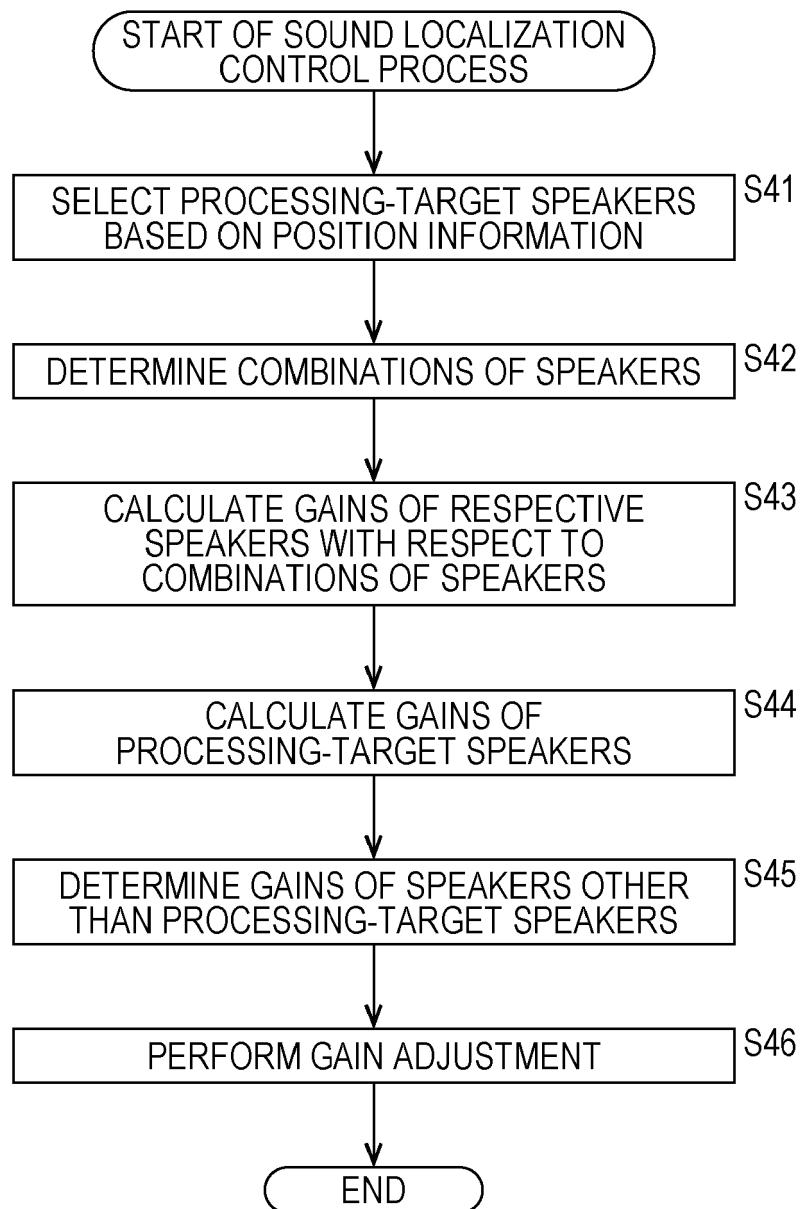 START OF SOUND LOCALIZATION
CONTROL PROCESS
S41
SELECT PROCESSING-TARGET SPEAKERS
BASED ON POSITION INFORMATION
S42
DETERMINE COMBINATIONS OF SPEAKERS
S43
CALCULATE GAINS OF RESPECTIVE
SPEAKERS WITH RESPECT TO
COMBINATIONS OF SPEAKERS
S44
CALCULATE GAINS OF
PROCESSING-TARGET SPEAKERS
S45
DETERMINE GAINS OF SPEAKERS OTHER
THAN PROCESSING-TARGET SPEAKERS
S46
PERFORM GAIN ADJUSTMENT
END